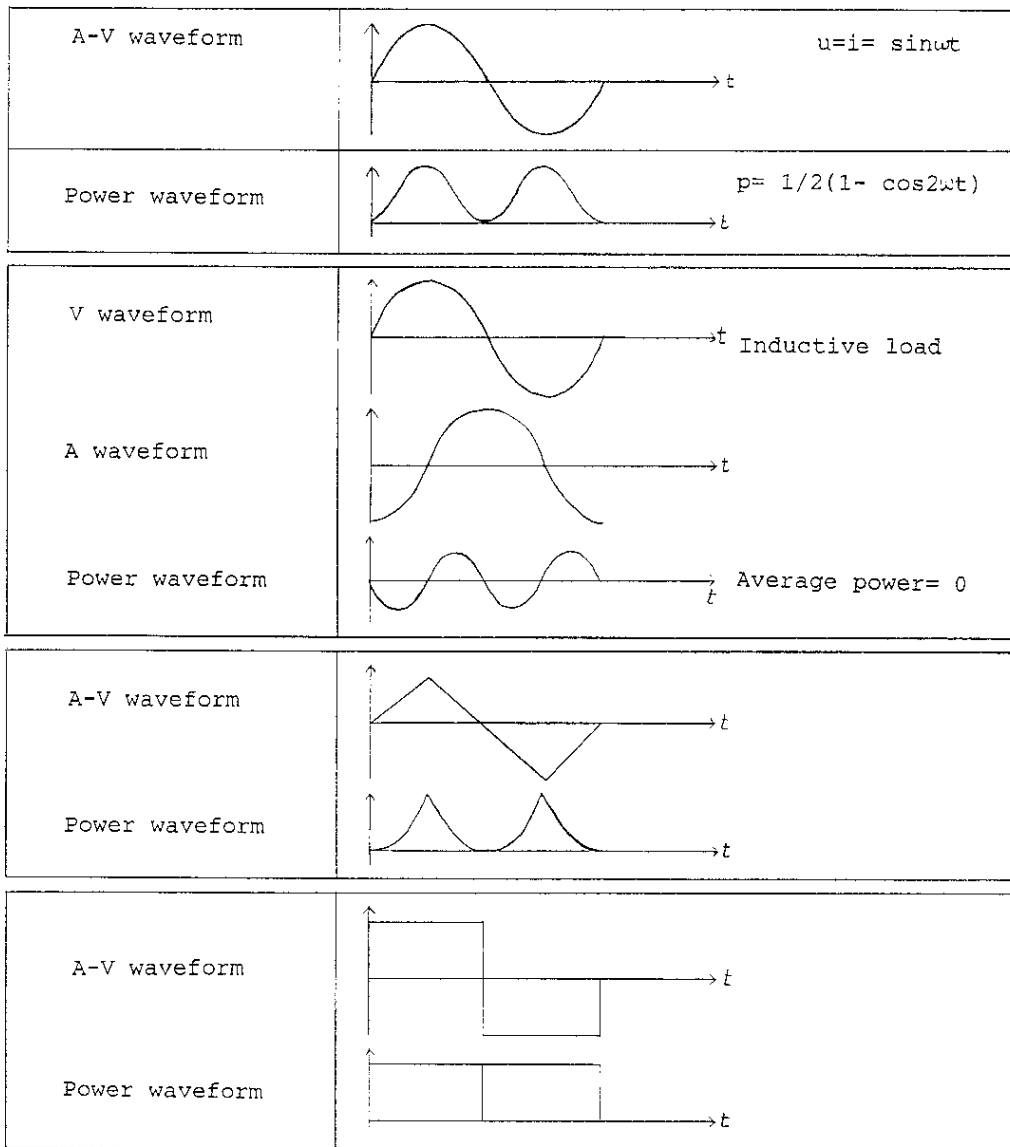 A-V waveform
u=i= sinωt
t
Power waveform
p= 1/2(1- cos2ωt)
t
V waveform
t
Inductive load
A waveform
t
Power waveform
Average power= 0
t
A-V waveform
t
Power waveform
t
A-V waveform
t
Power waveform
t